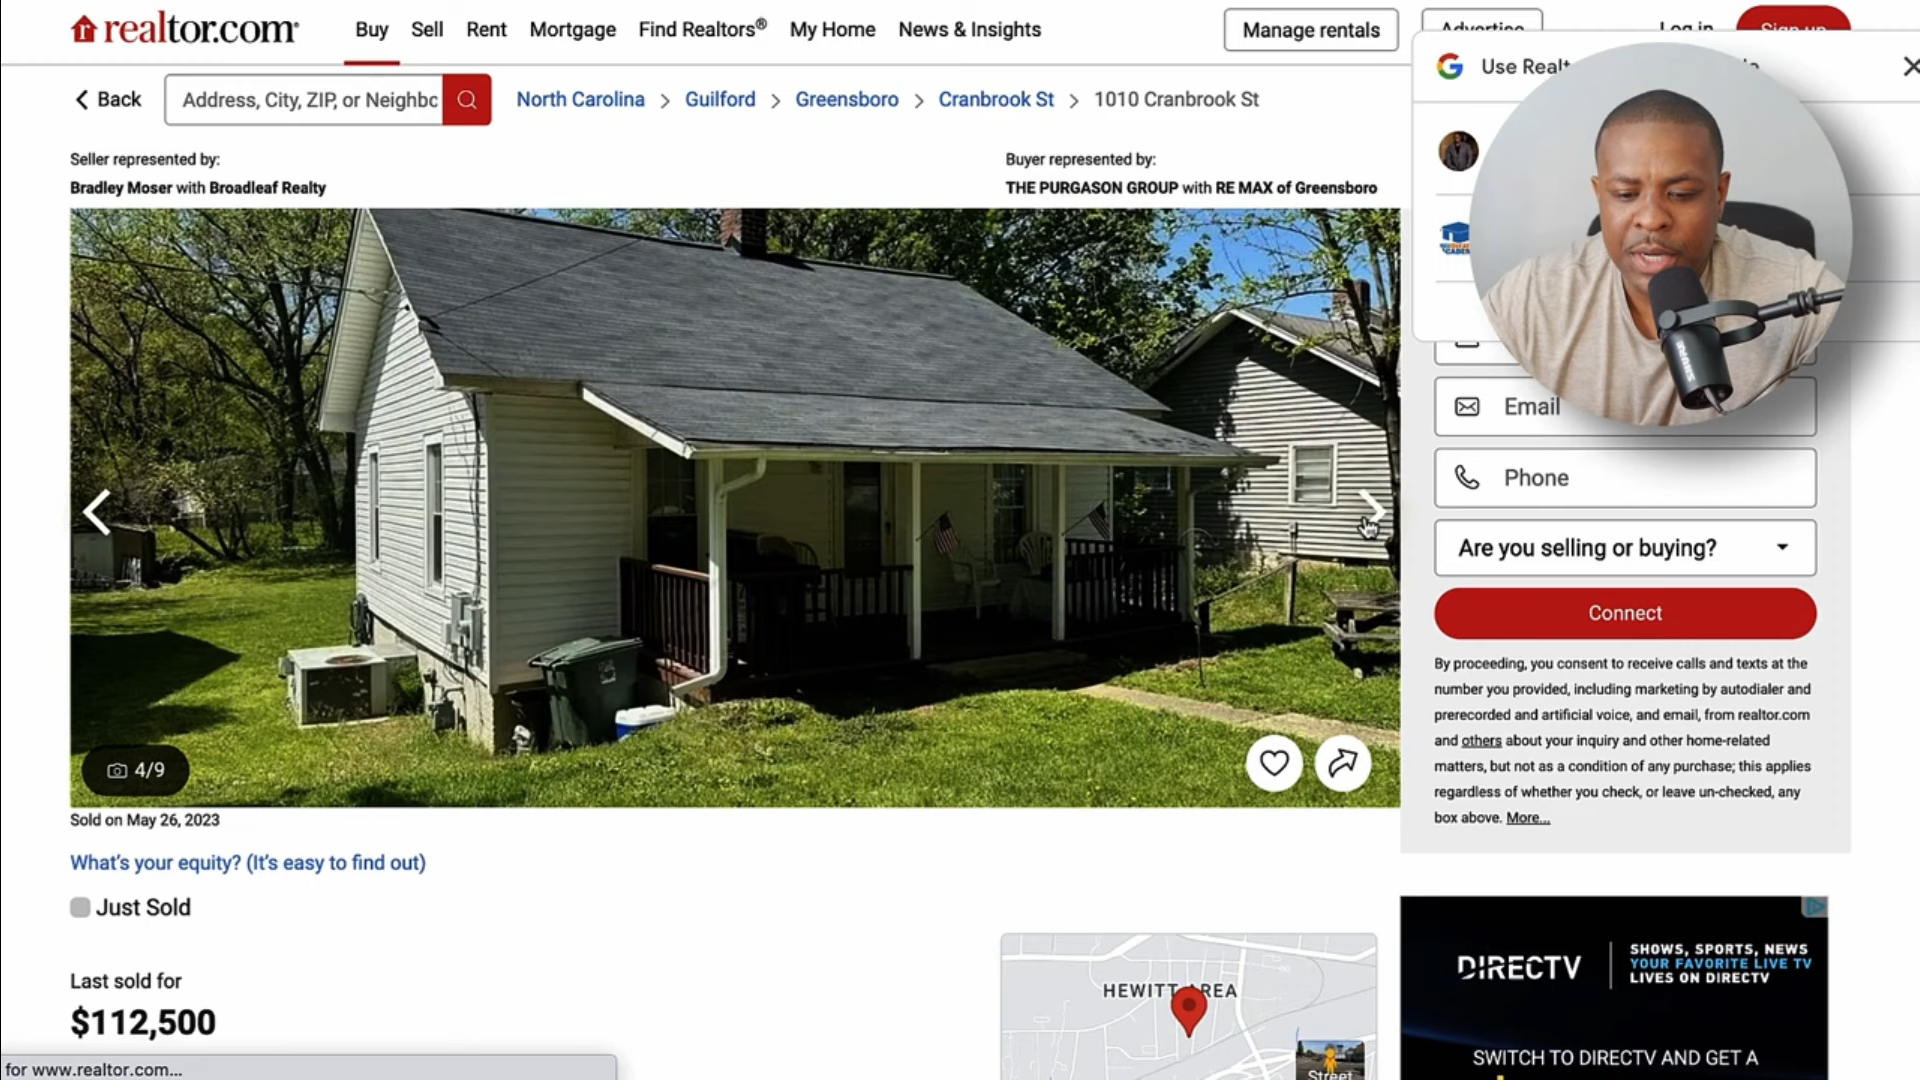 realtor.com®
Buy
Sell
Rent
Mortgage
Find Realtors®
My Home
News & Insights
Manage rentals
Advertise
Log in
Sign up
Back
Address, City, ZIP, or Neighbo
North Carolina > Guilford > Greensboro > Cranbrook St > 1010 Cranbrook St
Use Realt
Seller represented by:
Bradley Moser with Broadleaf Realty
Buyer represented by:
THE PURGASON GROUP with RE MAX of Greensboro
SHURE
Email
Phone
Are you selling or buying?
Connect
By proceeding, you consent to receive calls and texts at the
number you provided, including marketing by autodialer and
prerecorded and artificial voice, and email, from realtor.com
and others about your inquiry and other home-related
matters, but not as a condition of any purchase; this applies
regardless of whether you check, or leave un-checked, any
box above. More...
4/9
Sold on May 26, 2023
What's your equity? (It's easy to find out)
Just Sold
Last sold for
$112,500
HEWITT AREA
Street
DIRECTV
SHOWS, SPORTS, NEWS
YOUR FAVORITE LIVE TV
LIVES ON DIRECTV
SWITCH TO DIRECTV AND GET A
for www.realtor.com...